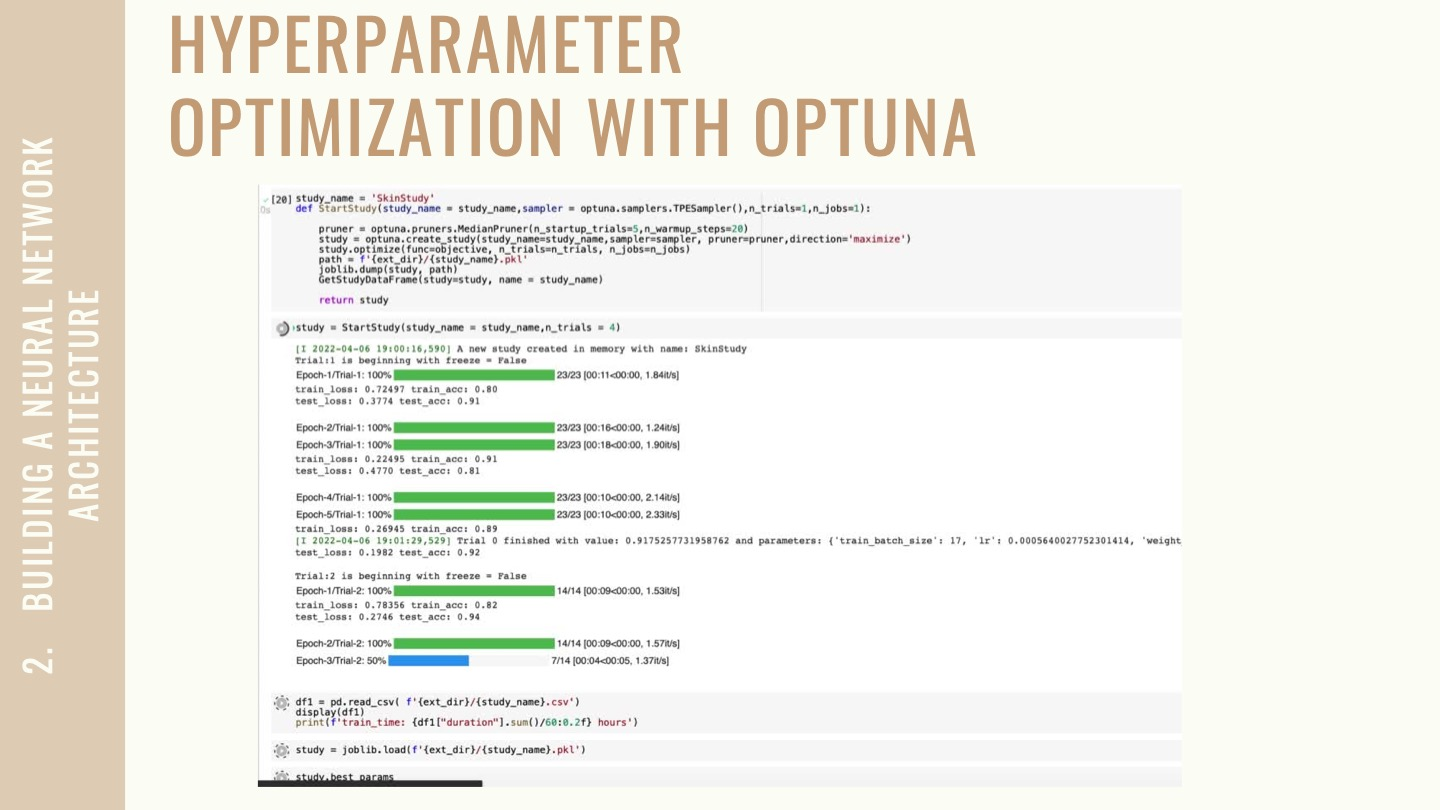 HYPERPARAMETER
OPTIMIZATION WITH OPTUNA
2. BUILDING A NEURAL NETWORK
ARCHITECTURE
[20] study_name = 'SkinStudy'
0s def StartStudy(study_name = study_name,sampler = optuna.samplers.TPESampler(),n_trials=1,n_jobs=1):
pruner = optuna.pruners.MedianPruner(n_startup_trials=5,n_warmup_steps=20)
study = optuna.create_study(study_name=study_name,sampler=sampler, pruner=pruner,direction='maximize')
study.optimize(func=objective, n_trials=n_trials, n_jobs=n_jobs)
path = f'{ext_dir}/{study_name}.pkl'
joblib.dump(study, path)
GetStudyDataFrame(study=study, name = study_name)
return study
study = StartStudy(study_name = study_name,n_trials = 4)
[I 2022-04-06 19:00:16,590] A new study created in memory with name: SkinStudy
Trial:1 is beginning with freeze = False
Epoch-1/Trial-1: 100% 23/23 [00:11<00:00, 1.84it/s]
train_loss: 0.72497 train_acc: 0.80
test_loss: 0.3774 test_acc: 0.91
Epoch-2/Trial-1: 100% 23/23 [00:16<00:00, 1.24it/s]
Epoch-3/Trial-1: 100% 23/23 [00:18<00:00, 1.90it/s]
train_loss: 0.22495 train_acc: 0.91
test_loss: 0.4770 test_acc: 0.81
Epoch-4/Trial-1: 100% 23/23 [00:10<00:00, 2.14it/s]
Epoch-5/Trial-1: 100% 23/23 [00:10<00:00, 2.33it/s]
train_loss: 0.26945 train_acc: 0.89
[I 2022-04-06 19:01:29,529] Trial 0 finished with value: 0.9175257731958762 and parameters: {'train_batch_size': 17, 'lr': 0.0005640027752301414, 'weight
test_loss: 0.1982 test_acc: 0.92
Trial:2 is beginning with freeze = False
Epoch-1/Trial-2: 100% 14/14 [00:09<00:00, 1.53it/s]
train_loss: 0.78356 train_acc: 0.82
test_loss: 0.2746 test_acc: 0.94
Epoch-2/Trial-2: 100% 14/14 [00:09<00:00, 1.57it/s]
Epoch-3/Trial-2: 50% 7/14 [00:04<00:05, 1.37it/s]
df1 = pd.read_csv( f'{ext_dir}/{study_name}.csv')
display(df1)
print(f'train_time: {df1["duration"].sum()/60:0.2f} hours')
study = joblib.load(f'{ext_dir}/{study_name}.pkl')
study.best_params